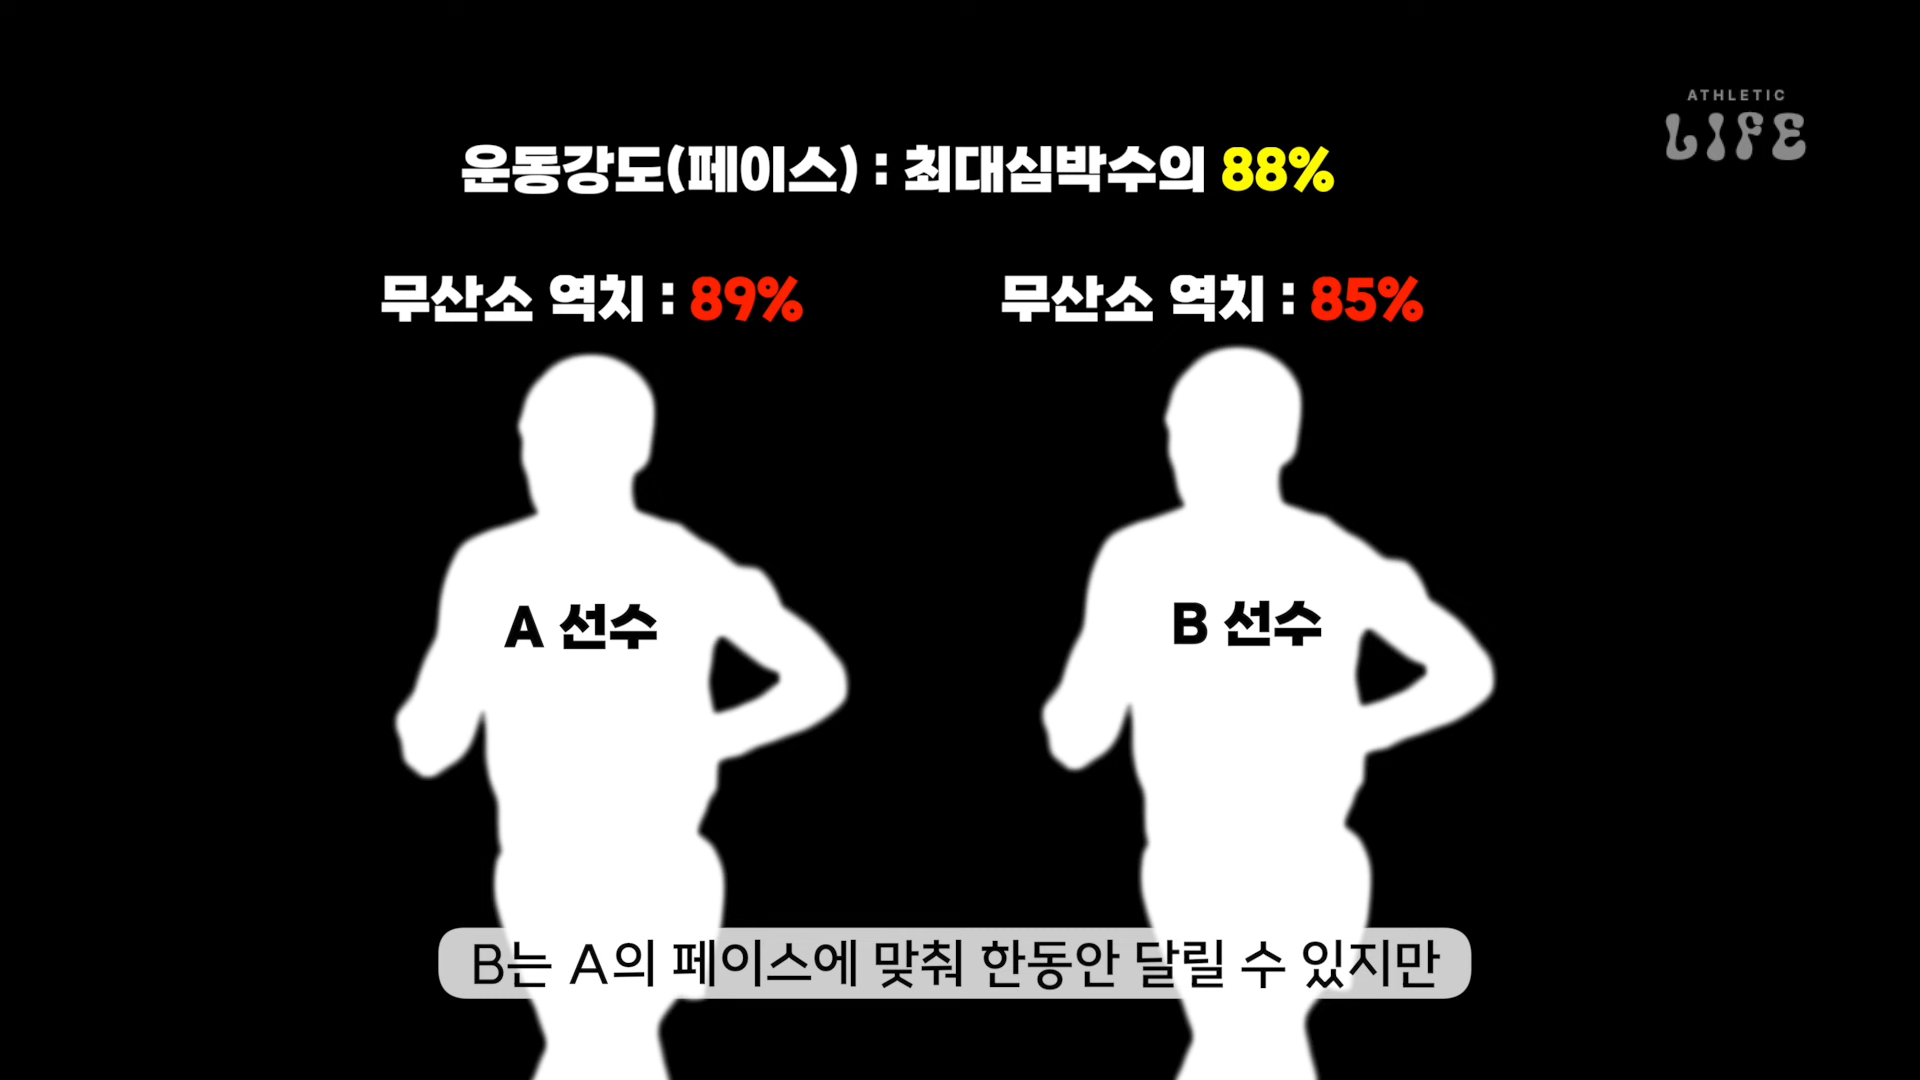 ATHLETIC
LIFE
운동강도(페이스) : 최대심박수의 88%
무산소 역치 : 89%
무산소 역치 : 85%
A 선수
B 선수
B는 A의 페이스에 맞춰 한동안 달릴 수 있지만